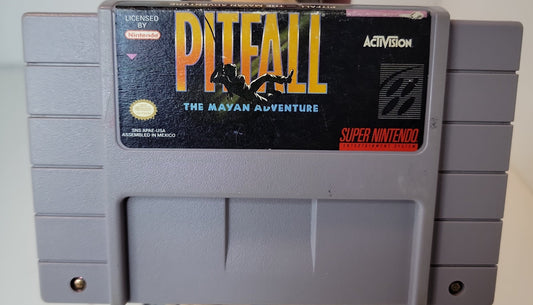 LICENSED
BY
Nintendo
PITFALL
THE MAYAN ADVENTURE
ACTIVISION
SNS APAE-USA
ASSEMBLED IN MEXICO
SUPER NINTENDO
ENTERTAINMENT SYSTEM